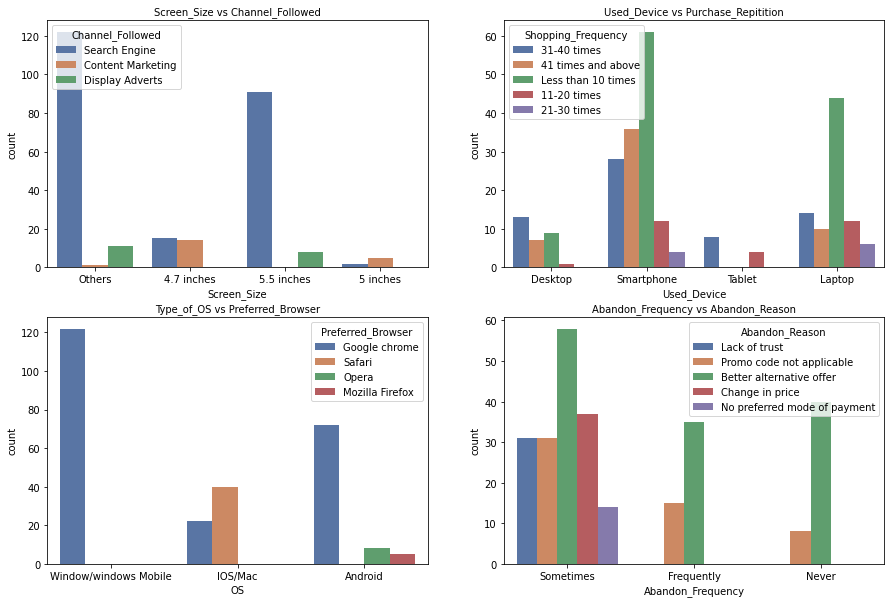 Screen_Size vs Channel_Followed
count
120
100
80
60
40
20
0
Channel_Followed
Search Engine
Content Marketing
Display Adverts
Others
4.7 inches
5.5 inches
5 inches
Screen_Size
Used_Device vs Purchase_Repitition
count
60
50
40
30
20
10
0
Shopping_Frequency
31-40 times
41 times and above
Less than 10 times
11-20 times
21-30 times
Desktop
Smartphone
Tablet
Laptop
Used_Device
Type_of_OS vs Preferred_Browser
count
120
100
80
60
40
20
0
Preferred_Browser
Google chrome
Safari
Opera
Mozilla Firefox
Window/windows Mobile
IOS/Mac
Android
OS
Abandon_Frequency vs Abandon_Reason
count
60
50
40
30
20
10
0
Abandon_Reason
Lack of trust
Promo code not applicable
Better alternative offer
Change in price
No preferred mode of payment
Sometimes
Frequently
Never
Abandon_Frequency